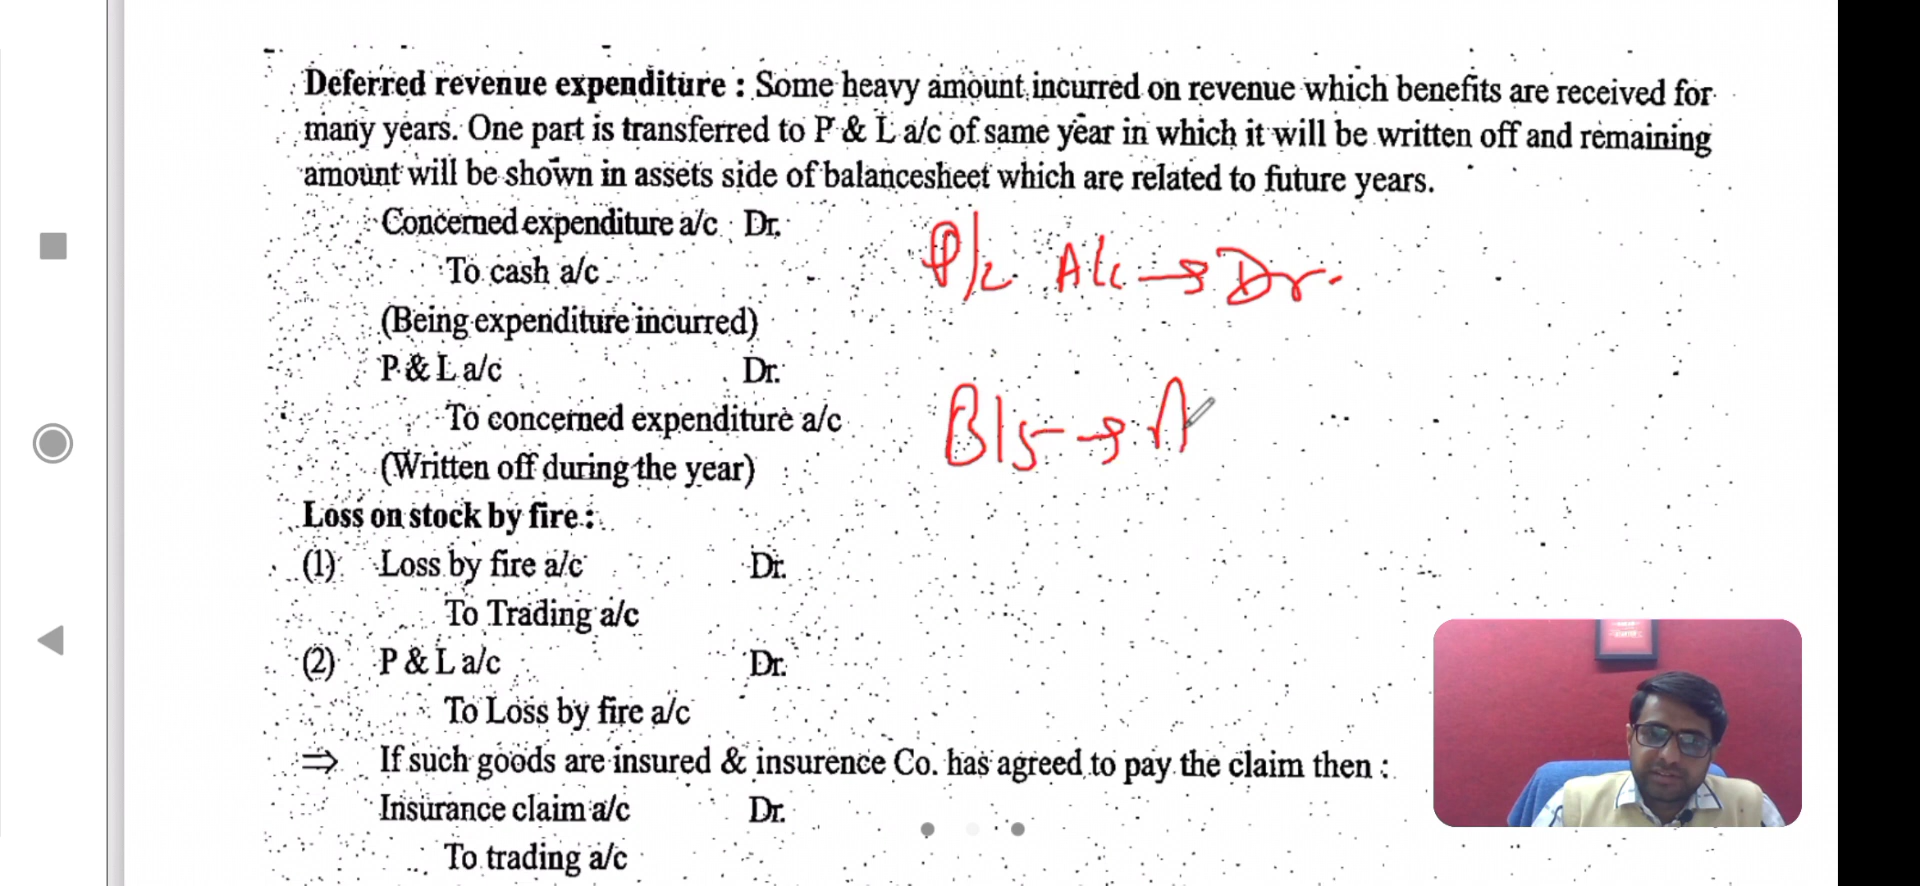 Deferred revenue expenditure : Some heavy amount incurred on revenue which benefits are received for
many years. One part is transferred to P & L a/c of same year in which it will be written off and remaining
amount will be shown in assets side of balancesheet which are related to future years.
Concerned expenditure a/c Dr.
To cash a/c
(Being expenditure incurred)
P & L a/c Dr.
To concerned expenditure a/c
(Written off during the year)
P/L A/c → Dr.
B/S → A
Loss on stock by fire :
(1) Loss by fire a/c Dr.
To Trading a/c
(2) P & L a/c Dr.
To Loss by fire a/c
⇒ If such goods are insured & insurence Co. has agreed to pay the claim then :
Insurance claim a/c Dr.
To trading a/c